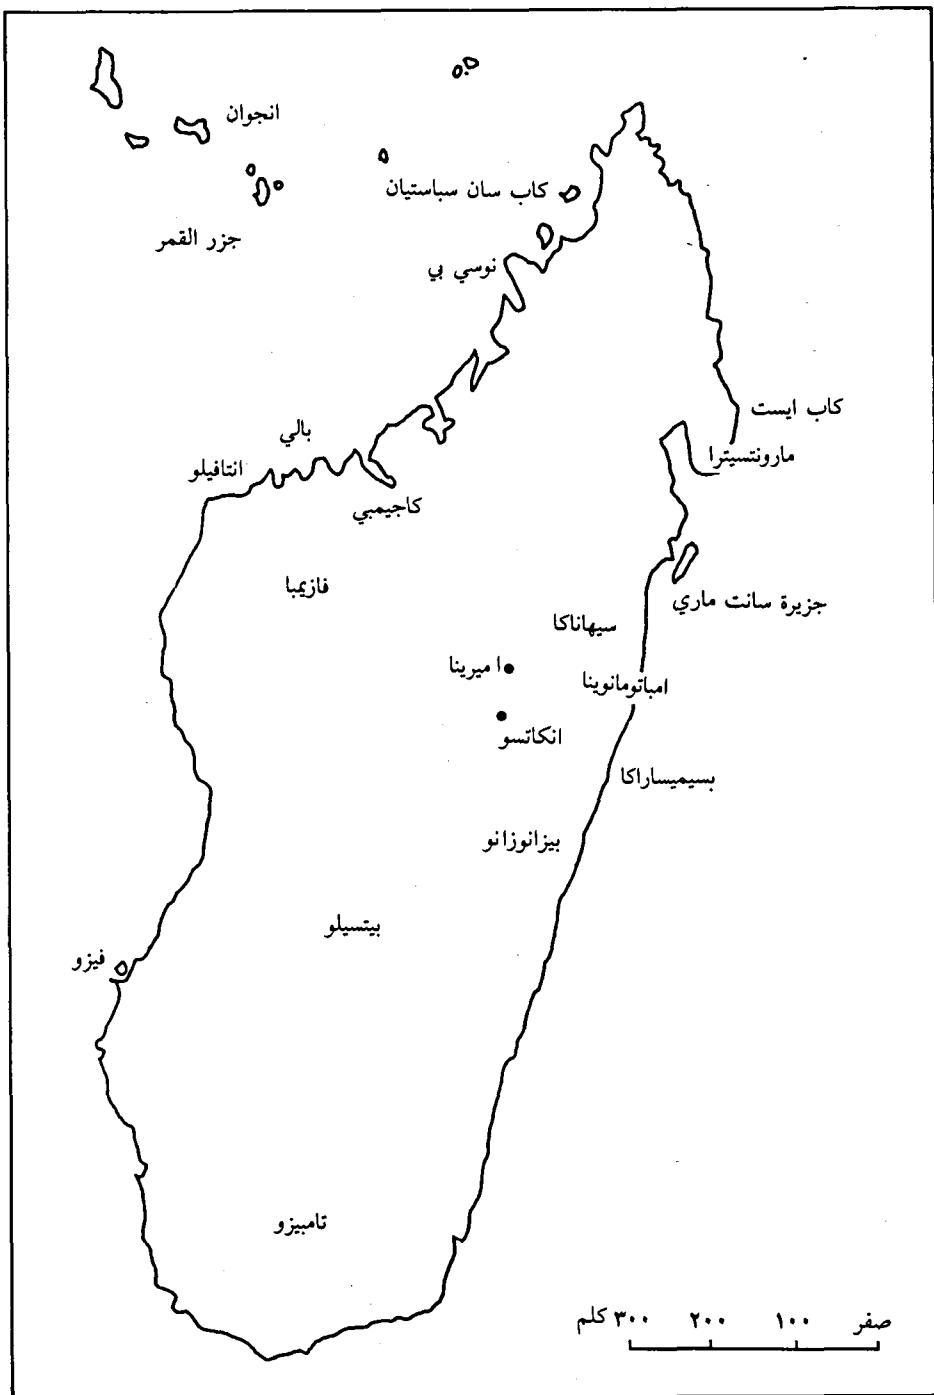 انجوان
كاب سان سباستيان
جزر القمر
نوسي بي
كاب ايست
بالي
مارونتسيترا
انتافيلو
كاجيمبي
فازيمبا
جزيرة سانت ماري
سيهاناكا
اميرينا
امباتومانوينا
انكاتسو
بسيميساراكا
بيزانوزانو
بيتسيلو
فيزو
تامبيزو
صفر ١٠٠ ٢٠٠ ٣٠٠ كلم